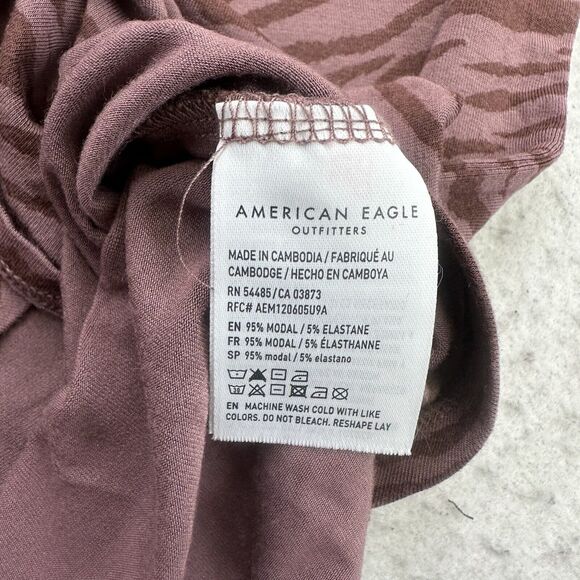 AMERICAN EAGLE
OUTFITTERS
MADE IN CAMBODIA / FABRIQUÉ AU
CAMBODGE / HECHO EN CAMBOYA
RN 54485/CA 03873
RFC# AEM120605U9A
EN 95% MODAL / 5% ELASTANE
FR 95% MODAL / 5% ÉLASTHANNE
SP 95% modal / 5% elastano
EN MACHINE WASH COLD WITH LIKE
COLORS. DO NOT BLEACH. RESHAPE LAY